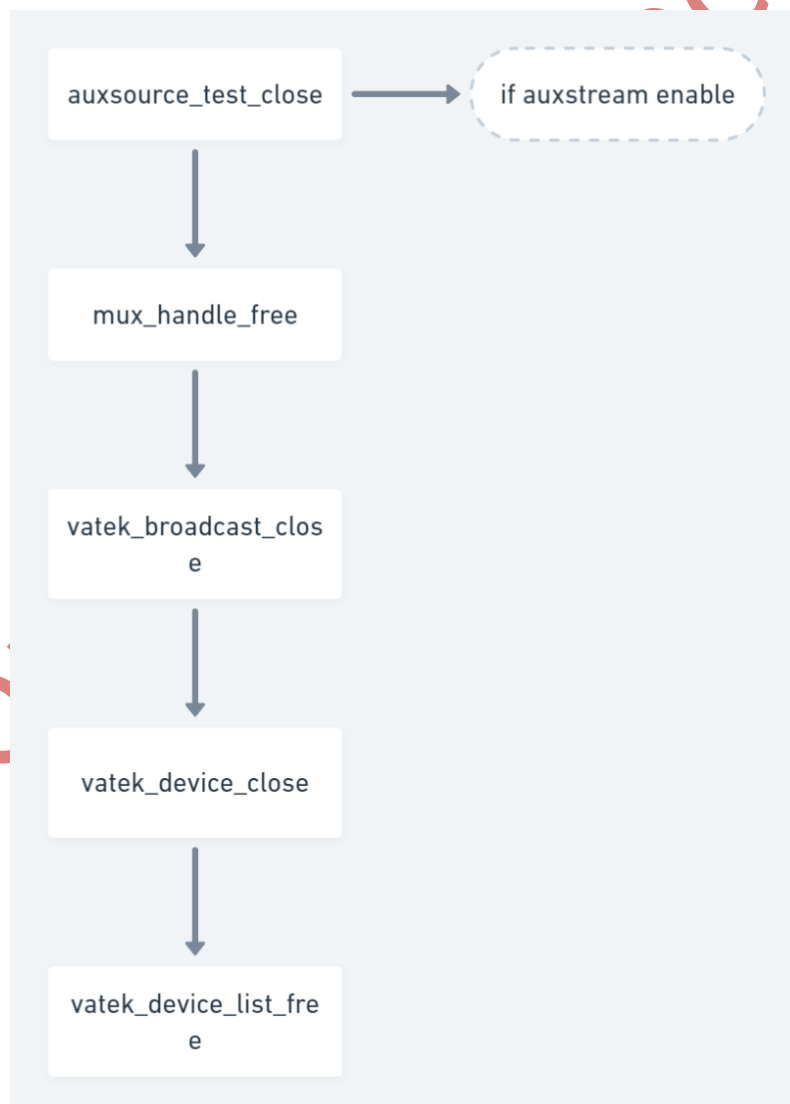 auxsource_test_close
if auxstream enable
mux_handle_free
vatek_broadcast_clos
e
vatek_device_close
vatek_device_list_fre
e